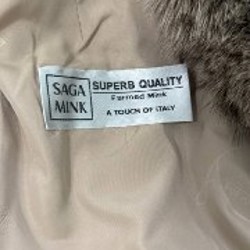 SAGA
MINK
SUPERB QUALITY
Farmed Mink
A TOUCH OF ITALY